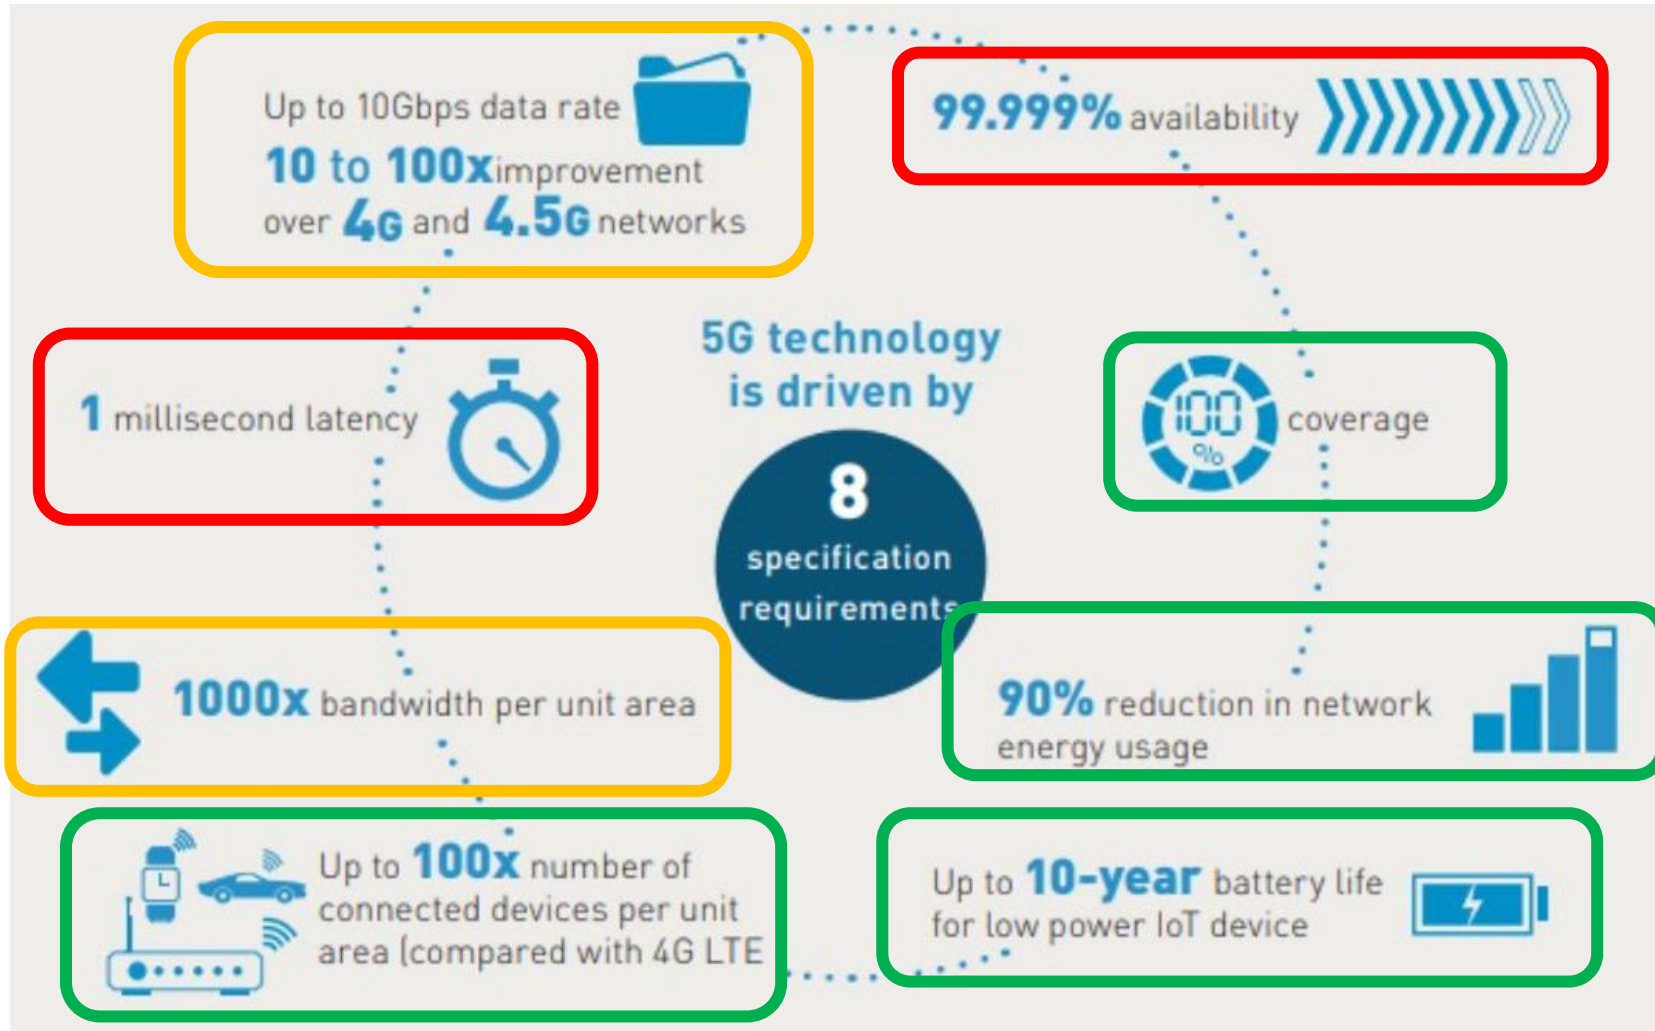 Up to 10Gbps data rate
10 to 100x improvement
over 4G and 4.5G networks
99.999% availability
5G technology
is driven by
8
specification
requirements
1 millisecond latency
100
%
coverage
1000x bandwidth per unit area
90% reduction in network
energy usage
Up to 100x number of
connected devices per unit
area (compared with 4G LTE
Up to 10-year battery life
for low power IoT device